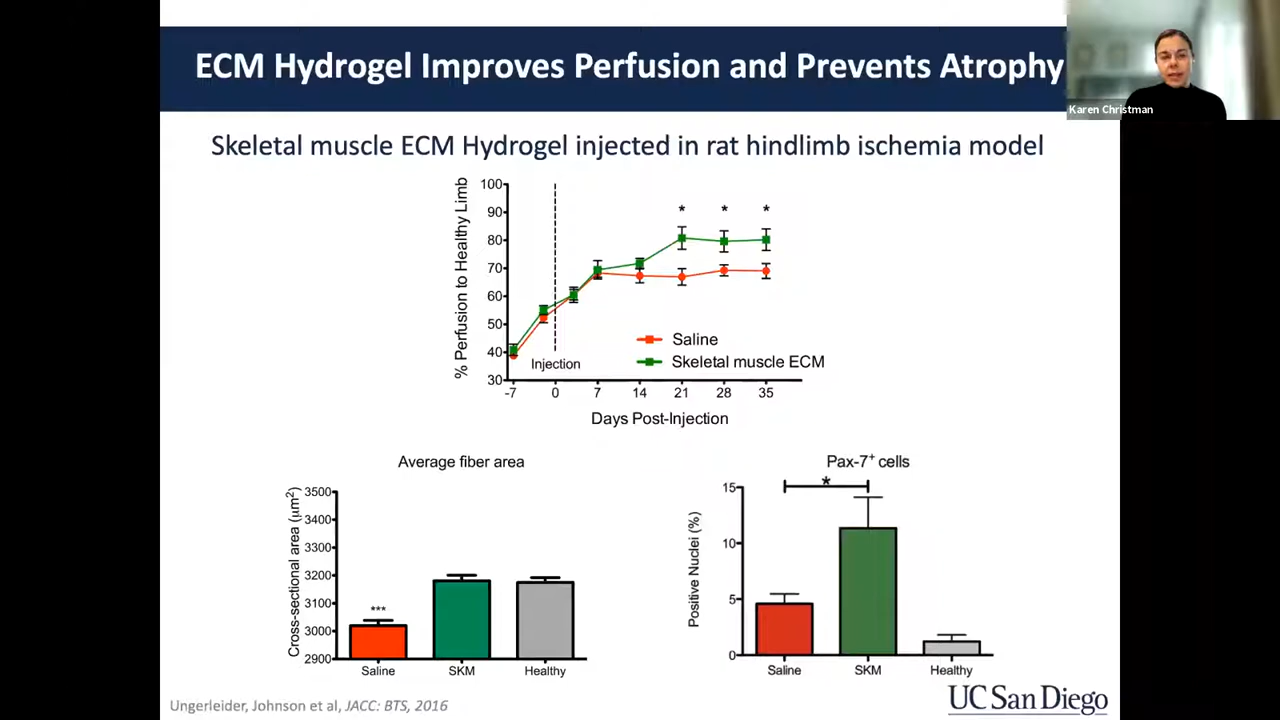 ECM Hydrogel Improves Perfusion and Prevents Atrophy
Karen Christman
Skeletal muscle ECM Hydrogel injected in rat hindlimb ischemia model
% Perfusion to Healthy Limb
100
90
80
70
60
50
40
30
* * *
Saline
Skeletal muscle ECM
Injection
-7 0 7 14 21 28 35
Days Post-Injection
Average fiber area
Cross-sectional area (µm²)
3500
3400
3300
3200
3100
3000
2900
***
Saline SKM Healthy
Pax-7⁺ cells
Positive Nuclei (%)
15
10
5
0
*
Saline SKM Healthy
Ungerleider, Johnson et al, JACC: BTS, 2016
UC San Diego